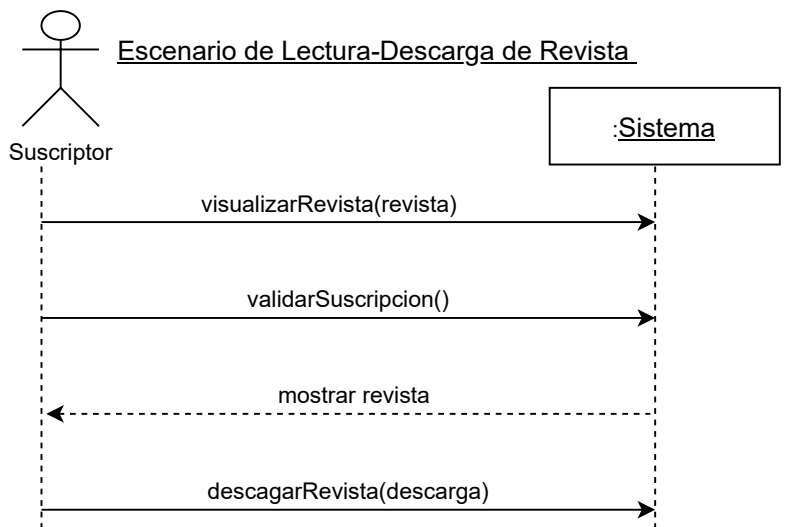 Escenario de Lectura-Descarga de Revista
:Sistema
Suscriptor
visualizarRevista(revista)
validarSuscripcion()
mostrar revista
descagarRevista(descarga)